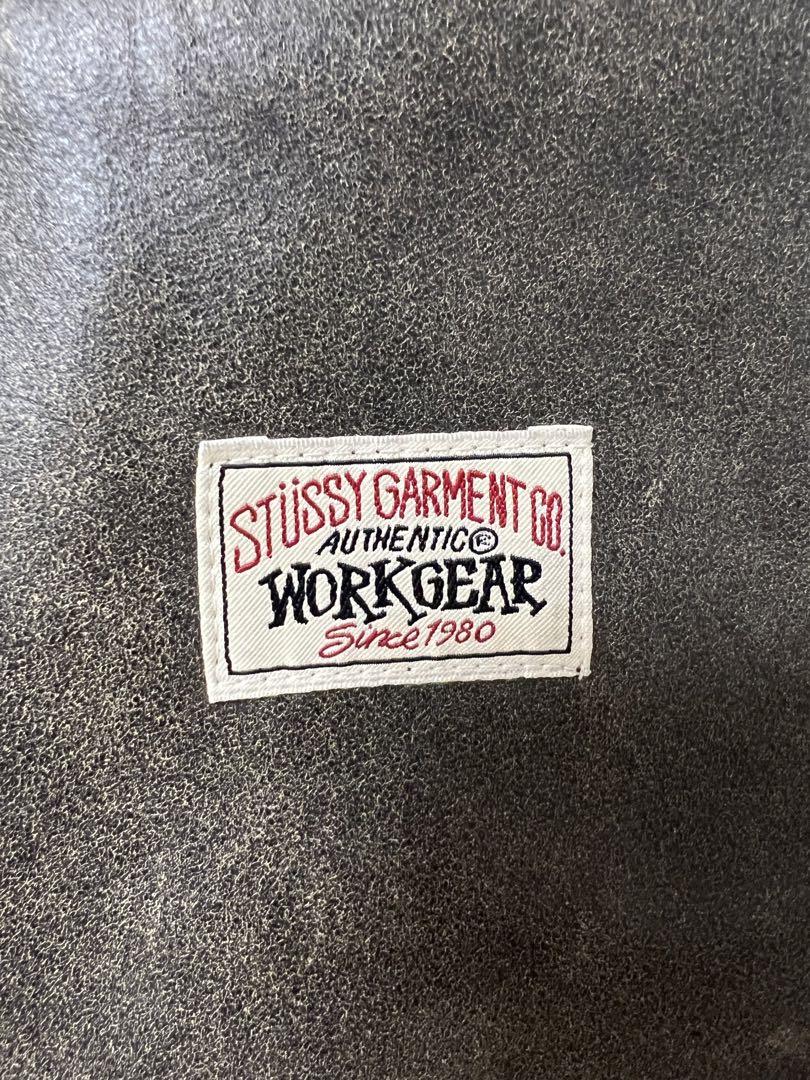 STÜSSY GARMENT CO.
AUTHENTIC®
WORKGEAR
Since 1980